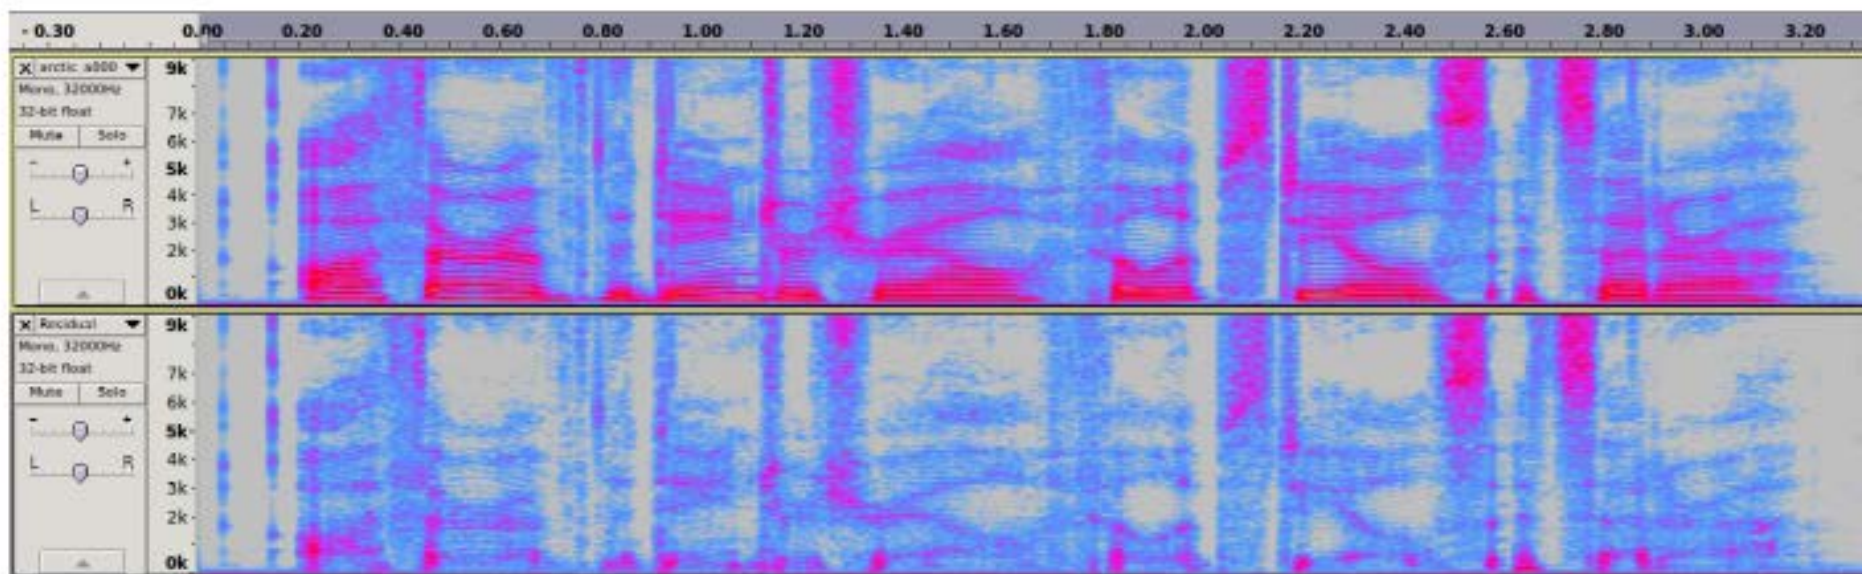 - 0.30 0.00 0.20 0.40 0.60 0.80 1.00 1.20 1.40 1.60 1.80 2.00 2.20 2.40 2.60 2.80 3.00 3.20
X arctic_a000 ▼ 9k
Mono, 32000Hz
32-bit float 7k
Mute Solo 6k
- + 5k
4k
L R 3k
2k
0k
X Residual ▼ 9k
Mono, 32000Hz
32-bit float 7k
Mute Solo 6k
- + 5k
4k
L R 3k
2k
0k